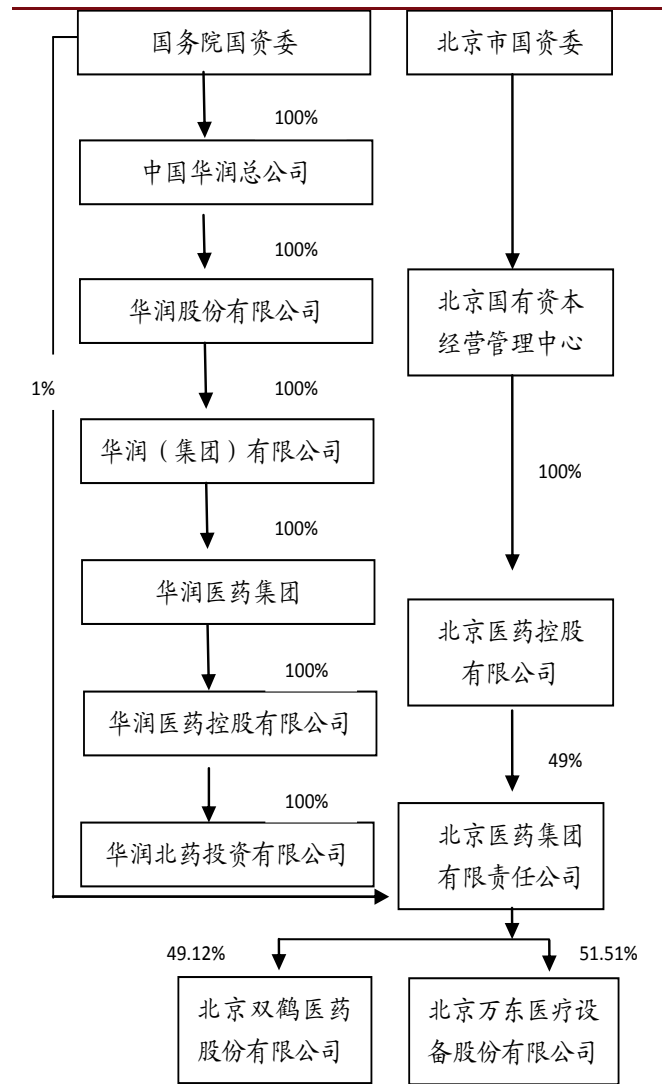 国务院国资委
北京市国资委
100%
中国华润总公司
100%
华润股份有限公司
北京国有资本
经营管理中心
1%
100%
华润（集团）有限公司
100%
100%
华润医药集团
北京医药控股
有限公司
100%
华润医药控股有限公司
49%
100%
华润北药投资有限公司
北京医药集团
有限责任公司
49.12%
51.51%
北京双鹤医药
股份有限公司
北京万东医疗设
备股份有限公司